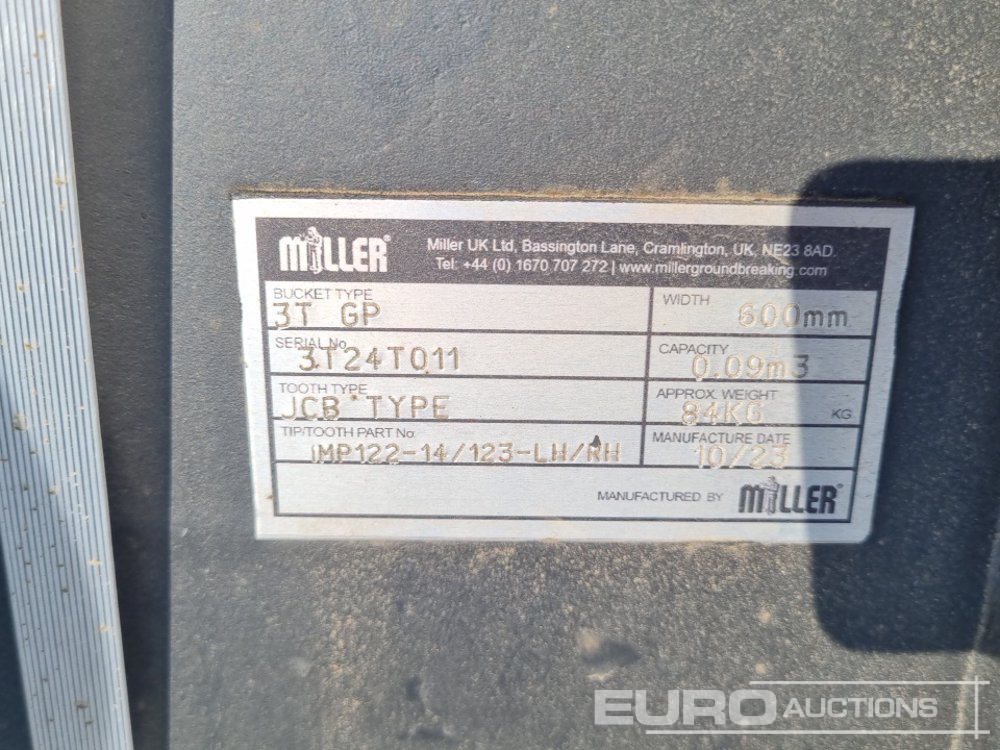 MILLER®
Miller UK Ltd, Bassington Lane, Cramlington, UK, NE23 8AD.
Tel: +44 (0) 1670 707 272 | www.millergroundbreaking.com
BUCKET TYPE
3T GP
WIDTH
600mm
SERIAL No
3T24T011
CAPACITY
0.09m3
TOOTH TYPE
JCB TYPE
APPROX. WEIGHT
84KG KG
TIP/TOOTH PART No.
MP122-14/123-LH/RH
MANUFACTURE DATE
10/23
MANUFACTURED BY MILLER®
EURO AUCTIONS